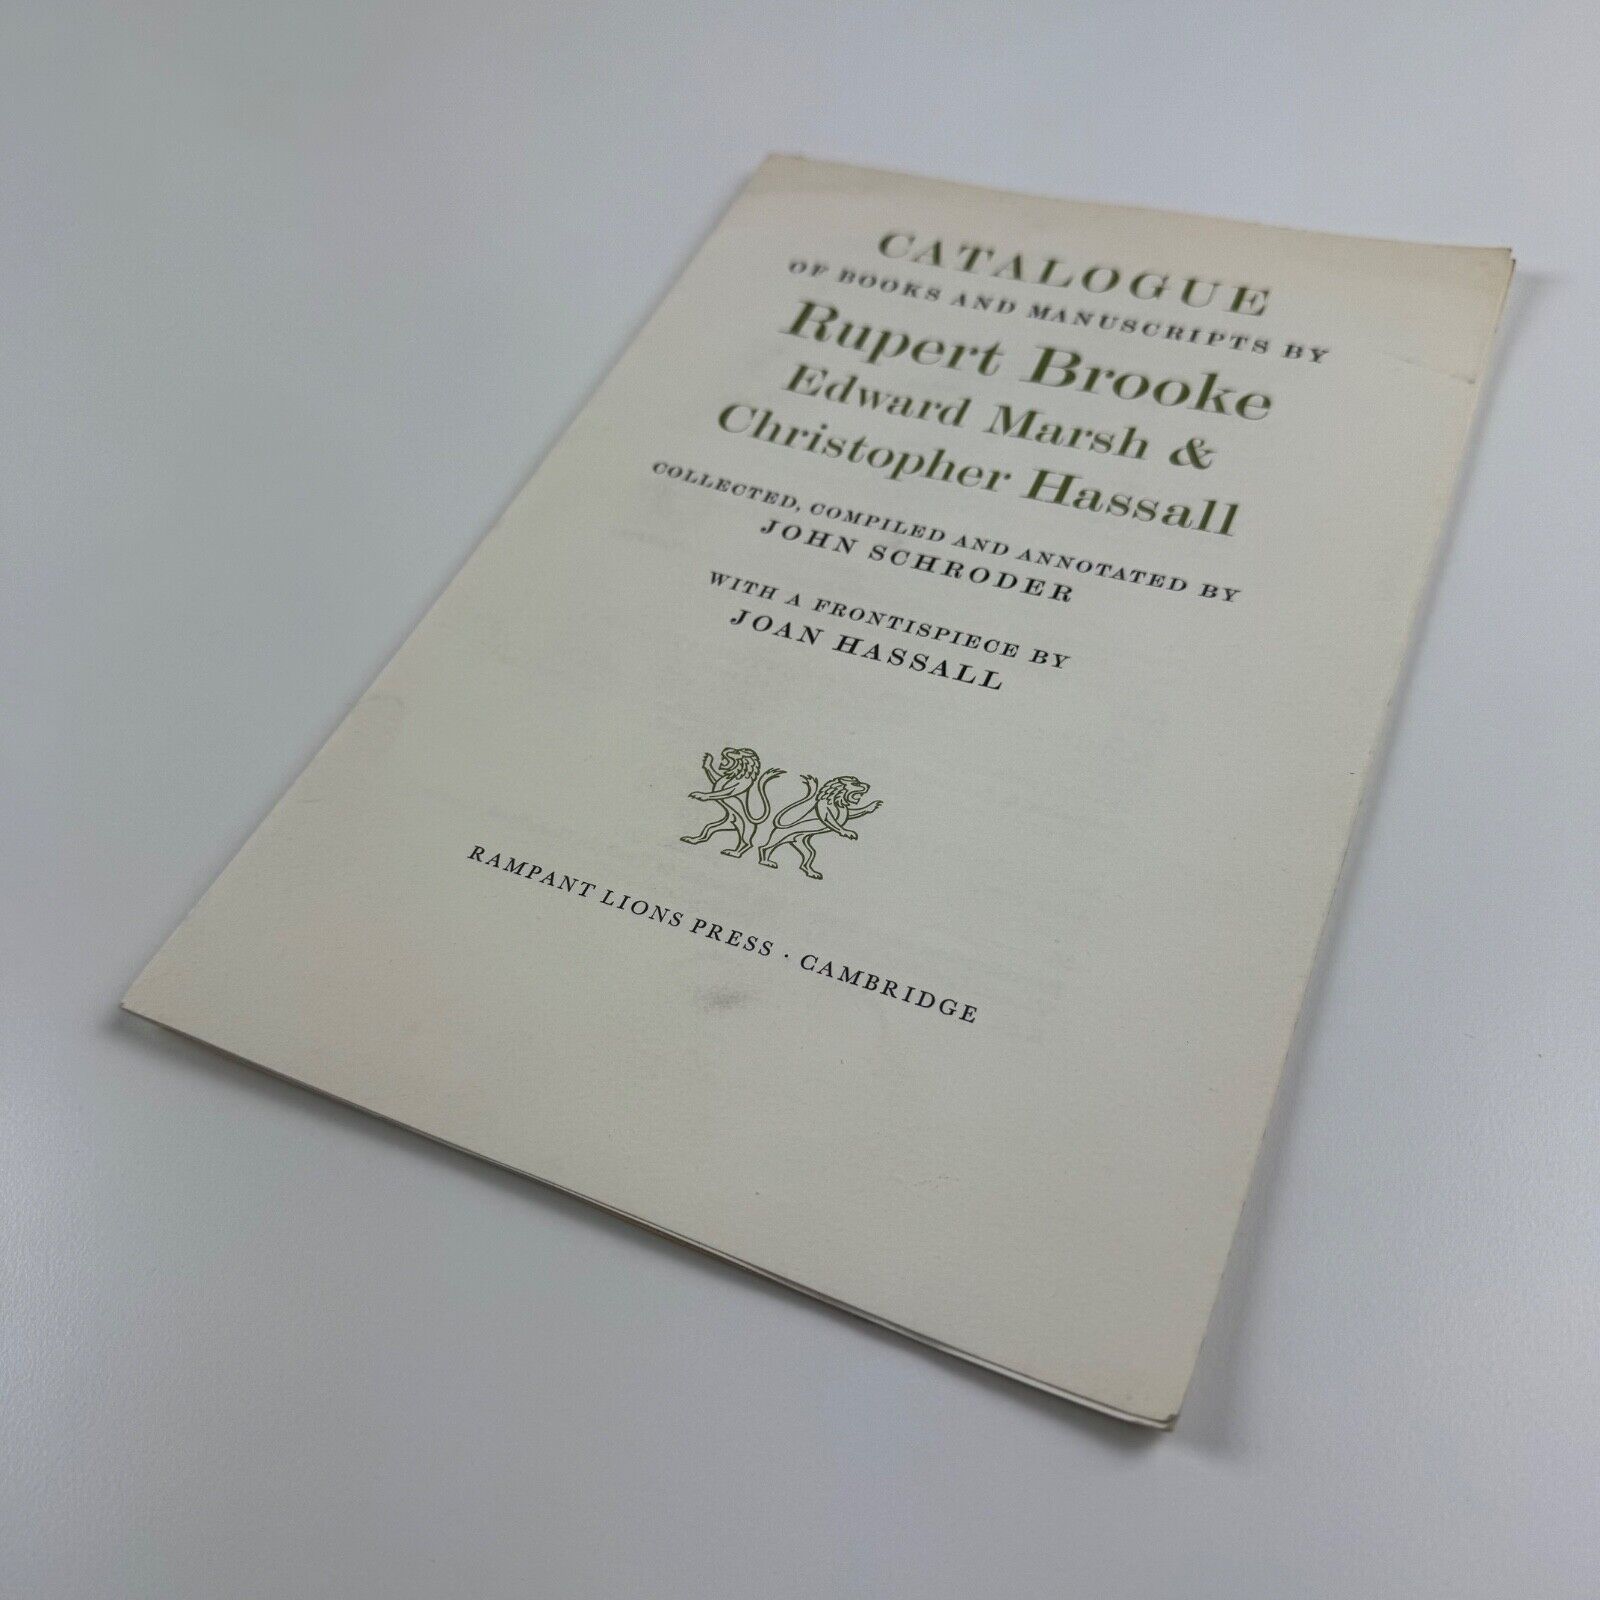 CATALOGUE
OF BOOKS AND MANUSCRIPTS BY
Rupert Brooke
Edward Marsh &
Christopher Hassall
COLLECTED, COMPILED AND ANNOTATED BY
JOHN SCHRODER
WITH A FRONTISPIECE BY
JOAN HASSALL
RAMPANT LIONS PRESS · CAMBRIDGE